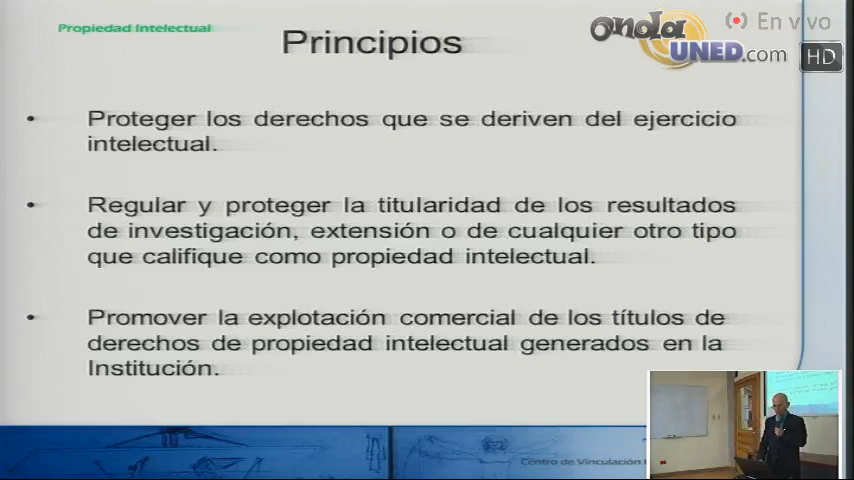 Propiedad Intelectual
Principios
onda
UNED.com
En vivo
HD
• Proteger los derechos que se deriven del ejercicio
intelectual.
• Regular y proteger la titularidad de los resultados
de investigación, extensión o de cualquier otro tipo
que califique como propiedad intelectual.
• Promover la explotación comercial de los títulos de
derechos de propiedad intelectual generados en la
Institución.
Centro de Vinculación